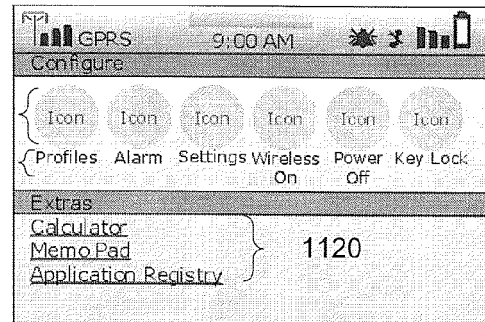 GPRS 9:00 AM
Configure
Icon Icon Icon Icon Icon Icon
Profiles Alarm Settings Wireless On Power Off Key Lock
Extras
Calculator
Memo Pad
Application Registry
1120